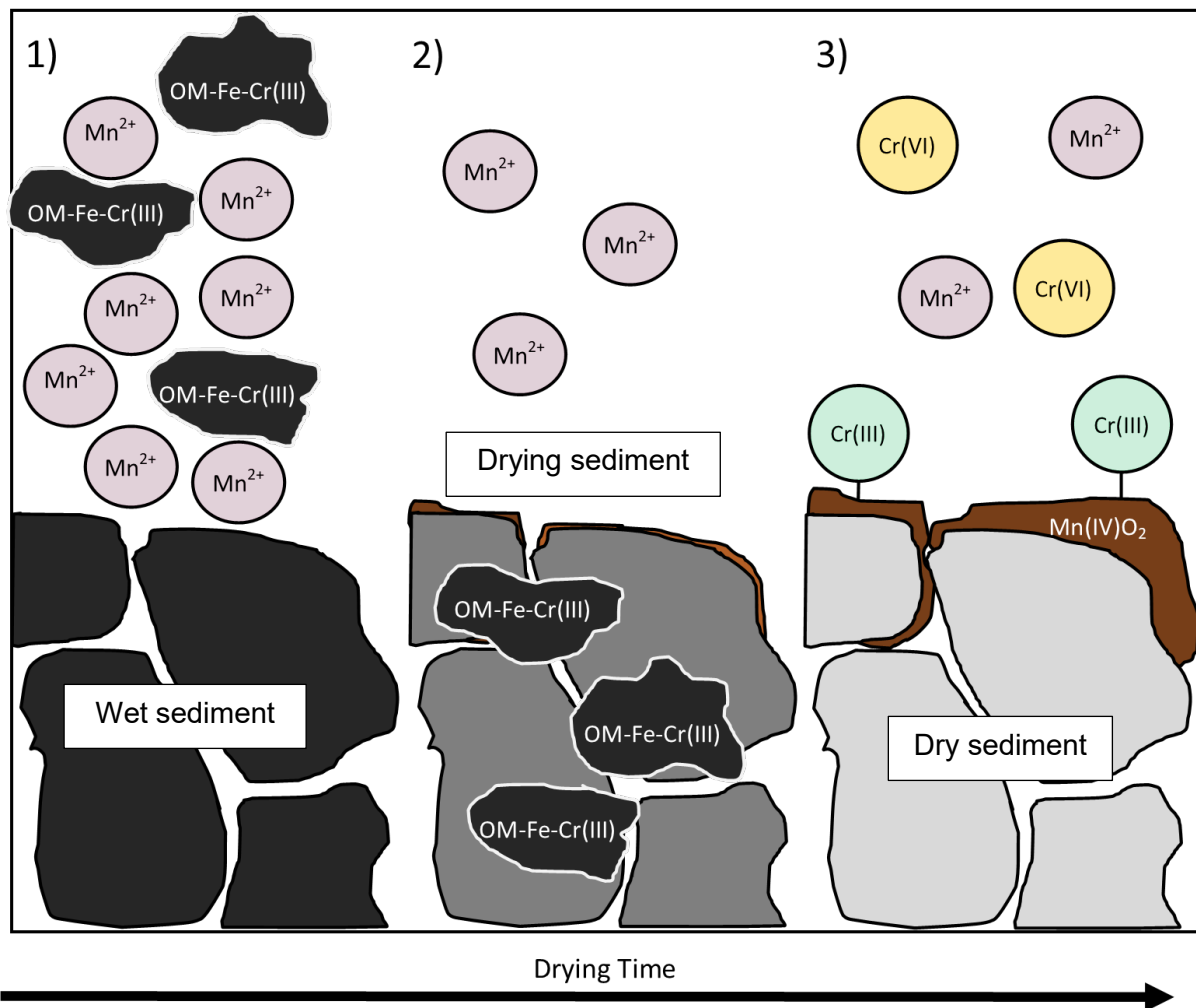 1)
OM-Fe-Cr(III)
Mn²⁺
OM-Fe-Cr(III)
Mn²⁺
Mn²⁺
Mn²⁺
Mn²⁺
OM-Fe-Cr(III)
Mn²⁺
Mn²⁺
Wet sediment
2)
Mn²⁺
Mn²⁺
Mn²⁺
Drying sediment
OM-Fe-Cr(III)
OM-Fe-Cr(III)
OM-Fe-Cr(III)
3)
Cr(VI)
Mn²⁺
Mn²⁺
Cr(VI)
Cr(III)
Cr(III)
Mn(IV)O₂
Dry sediment
Drying Time